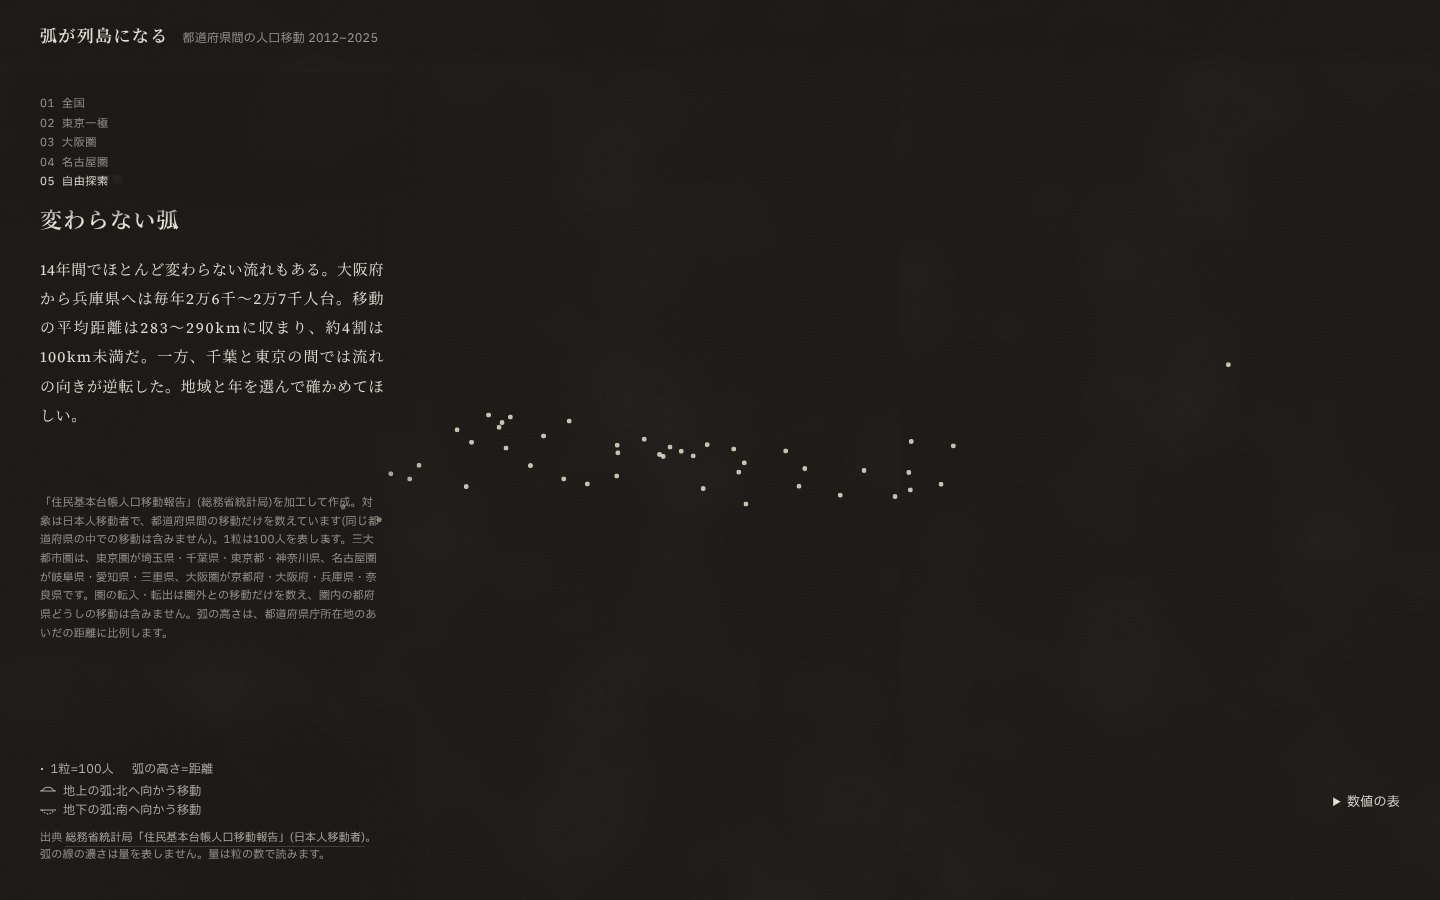 弧が列島になる 都道府県間の人口移動 2012–2025
01 全国
02 東京一極
03 大阪圏
04 名古屋圏
05 自由探索
変わらない弧
14年間でほとんど変わらない流れもある。大阪府
から兵庫県へは毎年2万6千〜2万7千人台。移動
の平均距離は283〜290kmに収まり、約4割は
100km未満だ。一方、千葉と東京の間では流れ
の向きが逆転した。地域と年を選んで確かめてほ
しい。
「住民基本台帳人口移動報告」(総務省統計局)を加工して作成。対
象は日本人移動者で、都道府県間の移動だけを数えています(同じ都
道府県の中での移動は含みません)。1粒は100人を表します。三大
都市圏は、東京圏が埼玉県・千葉県・東京都・神奈川県、名古屋圏
が岐阜県・愛知県・三重県、大阪圏が京都府・大阪府・兵庫県・奈
良県です。圏の転入・転出は圏外との移動だけを数え、圏内の都府
県どうしの移動は含みません。弧の高さは、都道府県庁所在地のあ
いだの距離に比例します。
・1粒=100人 弧の高さ=距離
地上の弧:北へ向かう移動
地下の弧:南へ向かう移動
▶ 数値の表
出典 総務省統計局「住民基本台帳人口移動報告」(日本人移動者)。
弧の線の濃さは量を表しません。量は粒の数で読みます。